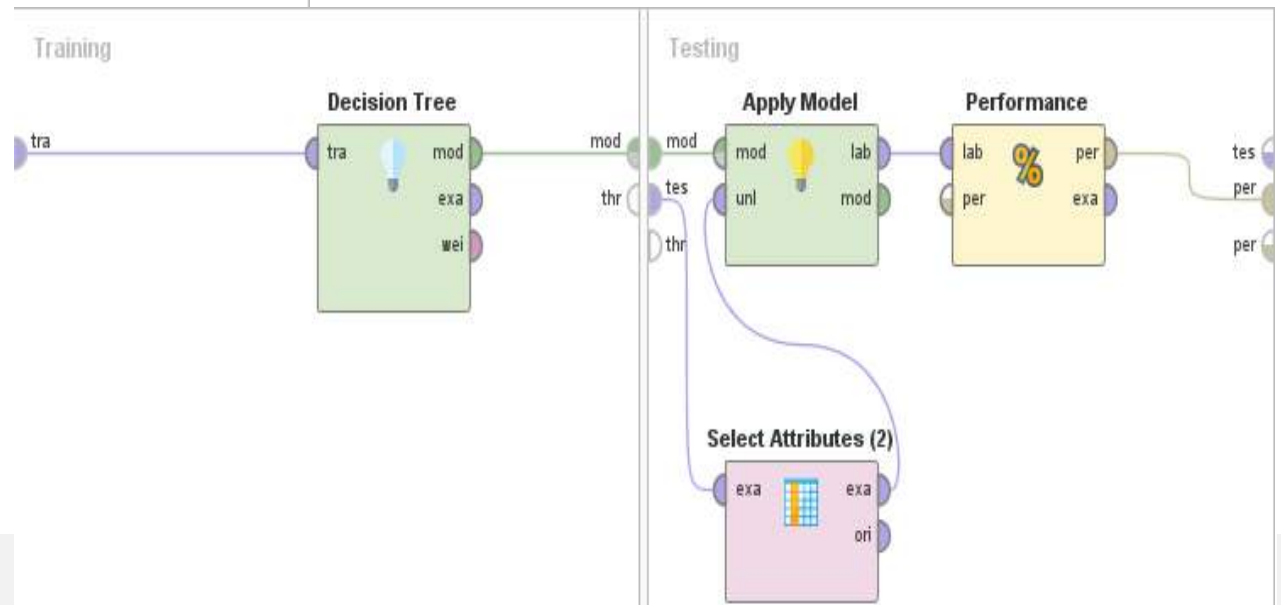 Training
Testing
Decision Tree
Apply Model
Performance
tra
tra
mod
mod
mod
mod
lab
lab
per
tes
exa
thr
tes
unl
mod
per
exa
per
wei
thr
per
Select Attributes (2)
exa
exa
ori